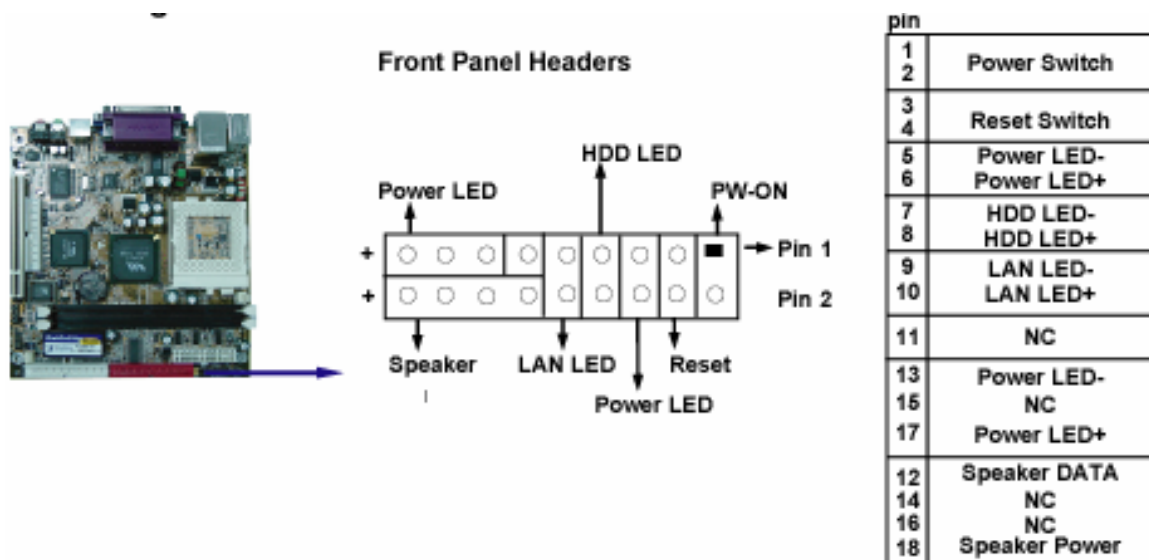 Front Panel Headers
HDD LED
Power LED
PW-ON
+
Pin 1
+
Pin 2
Speaker
LAN LED
Reset
Power LED
pin
1
2
Power Switch
3
4
Reset Switch
5 Power LED-
6 Power LED+
7 HDD LED-
8 HDD LED+
9 LAN LED-
10 LAN LED+
11 NC
13 Power LED-
15 NC
17 Power LED+
12 Speaker DATA
14 NC
16 NC
18 Speaker Power